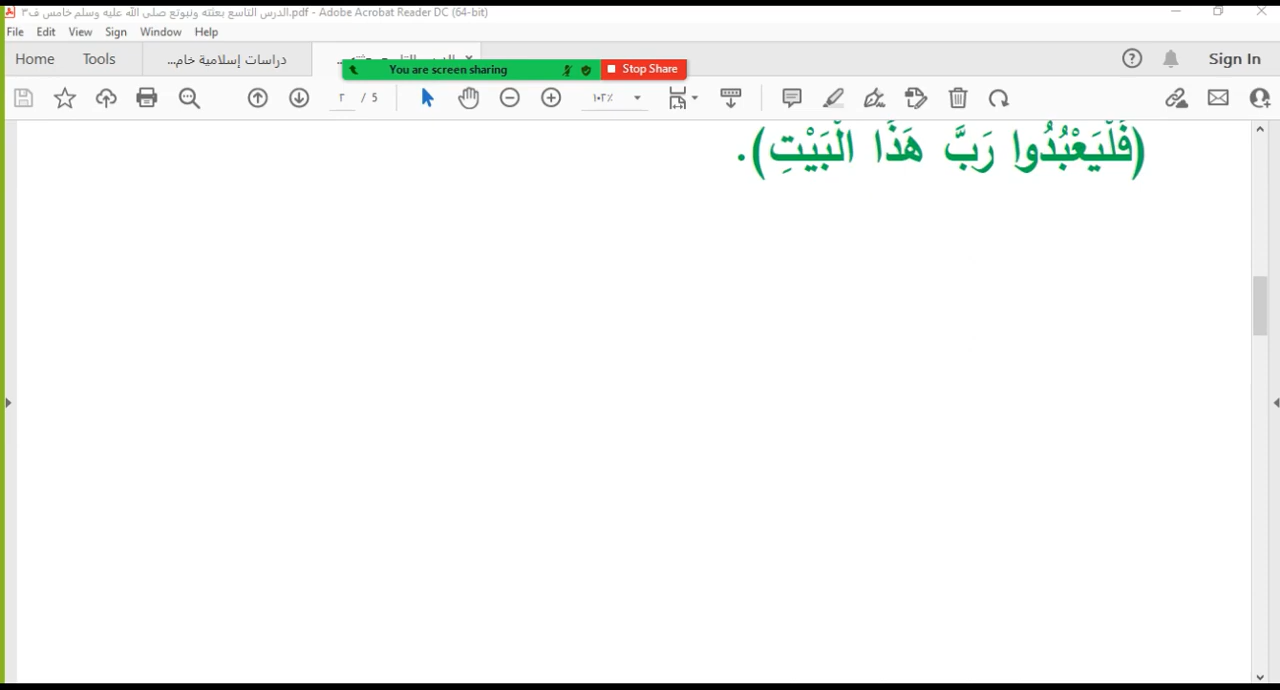 الدرس التاسع بعثته ونبوتع صلى الله عليه وسلم خامس ف٣.pdf - Adobe Acrobat Reader DC (64-bit)
File Edit View Sign Window Help
Home Tools دراسات إسلامية خام...
You are screen sharing Stop Share
Sign In
٢ / 5 ١٠٢٪
(فَلْيَعْبُدُوا رَبَّ هَذَا الْبَيْتِ).